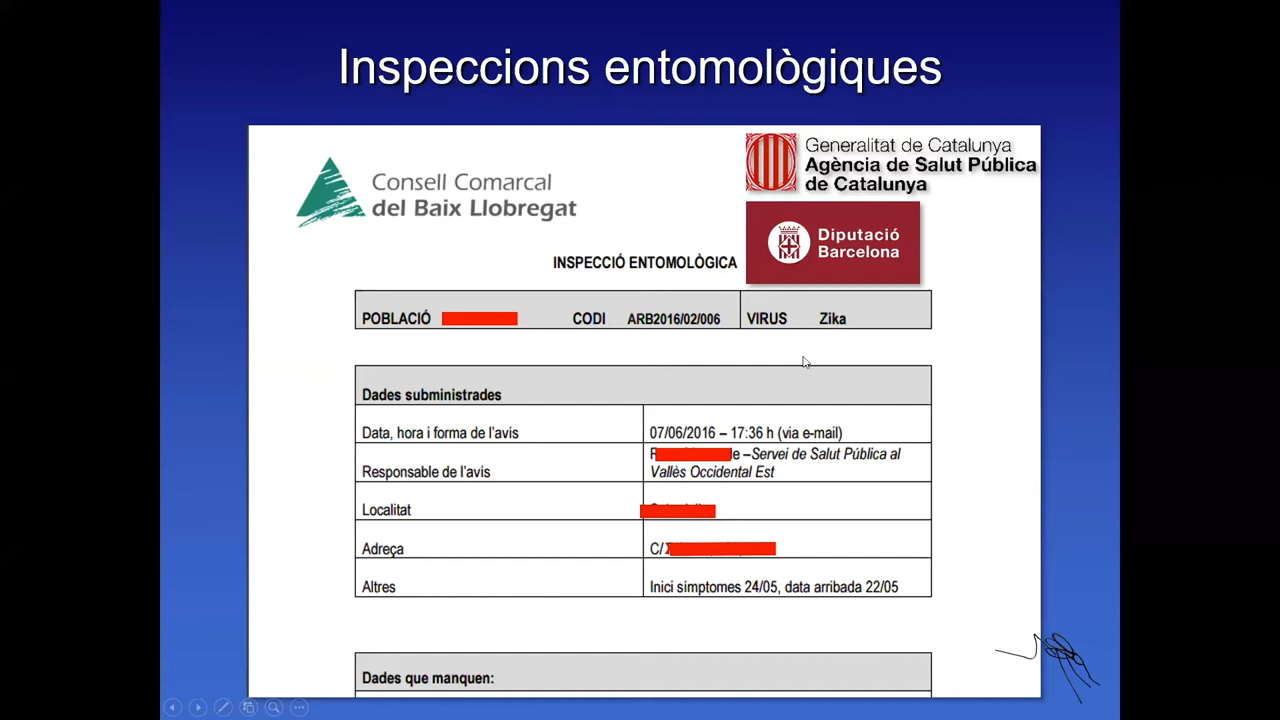 Inspeccions entomològiques
Consell Comarcal
del Baix Llobregat
Generalitat de Catalunya
Agència de Salut Pública
de Catalunya
Diputació
Barcelona
INSPECCIÓ ENTOMOLÒGICA
POBLACIÓ CODI ARB2016/02/006 VIRUS Zika
Dades subministrades
Data, hora i forma de l'avís 07/06/2016 – 17:36 h (via e-mail)
Responsable de l'avís –Servei de Salut Pública al
Vallès Occidental Est
Localitat
Adreça C/
Altres Inici símptomes 24/05, data arribada 22/05
Dades que manquen: